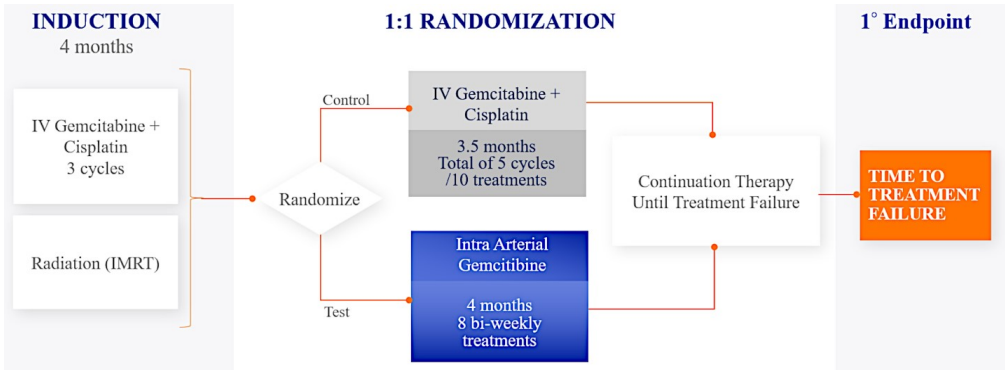 INDUCTION
4 months
IV Gemcitabine +
Cisplatin
3 cycles
Radiation (IMRT)
1:1 RANDOMIZATION
Randomize
Control
IV Gemcitabine +
Cisplatin
3.5 months
Total of 5 cycles
/10 treatments
Test
Intra Arterial
Gemcitibine
4 months
8 bi-weekly
treatments
Continuation Therapy
Until Treatment Failure
1° Endpoint
TIME TO
TREATMENT
FAILURE